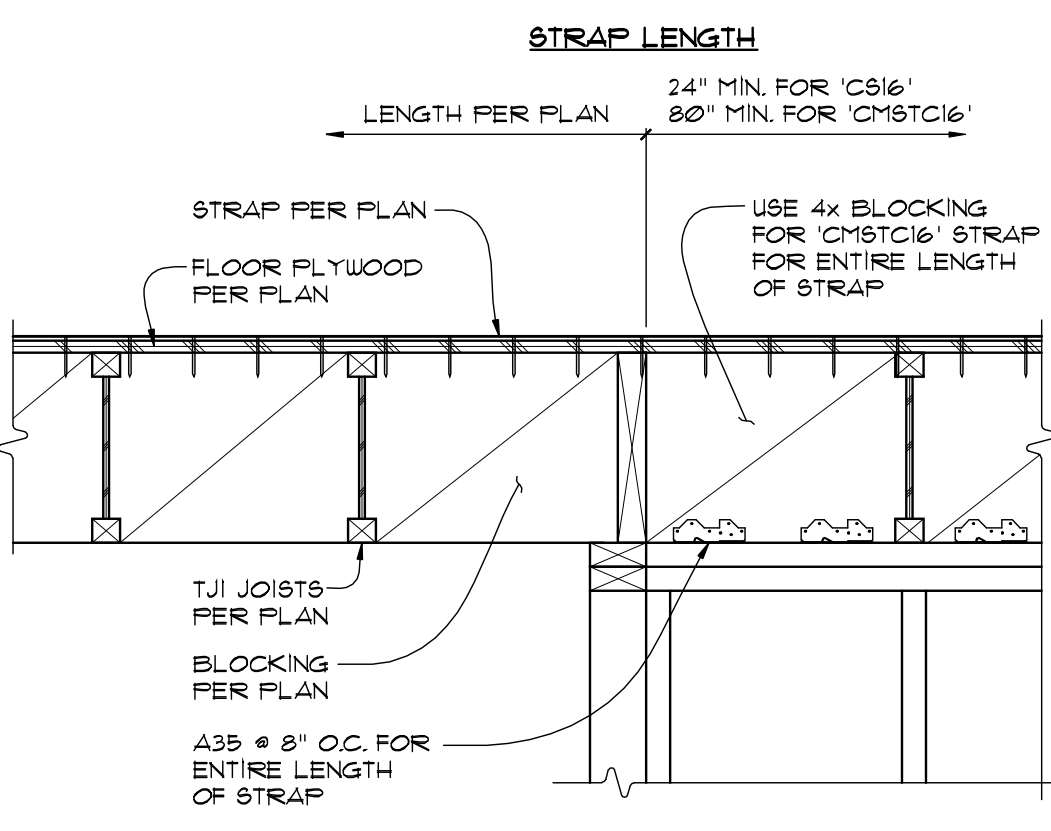 STRAP LENGTH
LENGTH PER PLAN
24" MIN. FOR 'CS16'
80" MIN. FOR 'CMSTC16'
STRAP PER PLAN
FLOOR PLYWOOD
PER PLAN
USE 4x BLOCKING
FOR 'CMSTC16' STRAP
FOR ENTIRE LENGTH
OF STRAP
TJI JOISTS
PER PLAN
BLOCKING
PER PLAN
A35 @ 8" O.C. FOR
ENTIRE LENGTH
OF STRAP